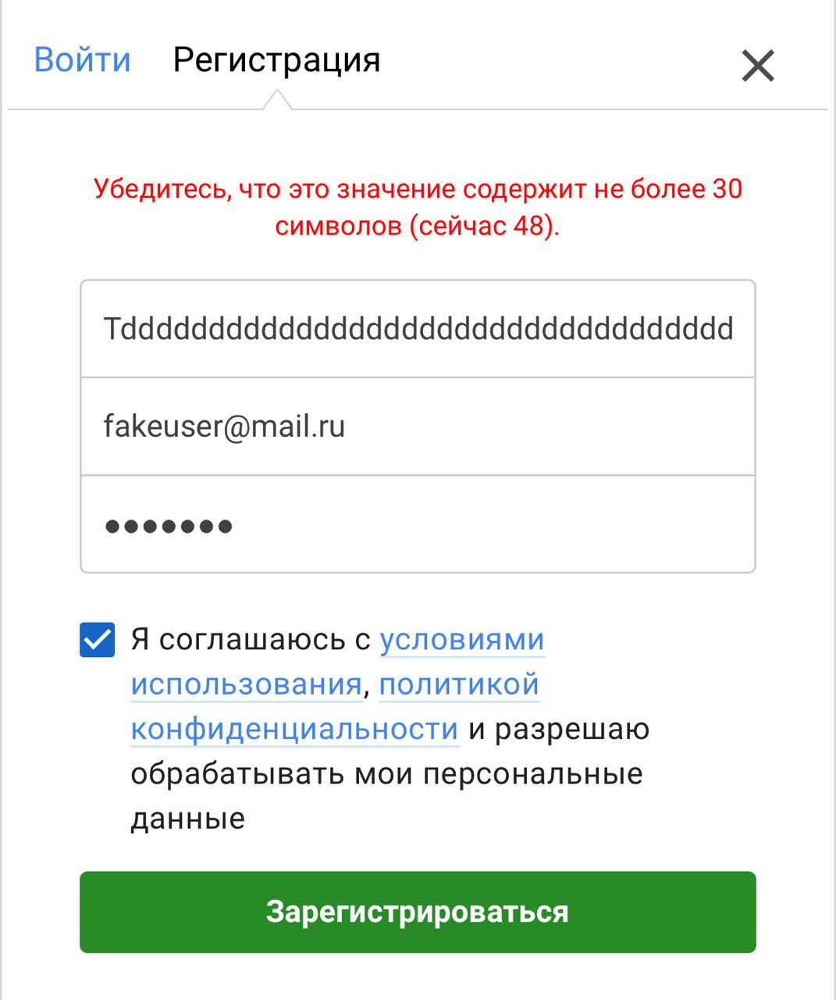 Войти Регистрация
Убедитесь, что это значение содержит не более 30
символов (сейчас 48).
Tddddddddddddddddddddddddddddddddddd
fakeuser@mail.ru
•••••••
Я соглашаюсь с условиями
использования, политикой
конфиденциальности и разрешаю
обрабатывать мои персональные
данные
Зарегистрироваться